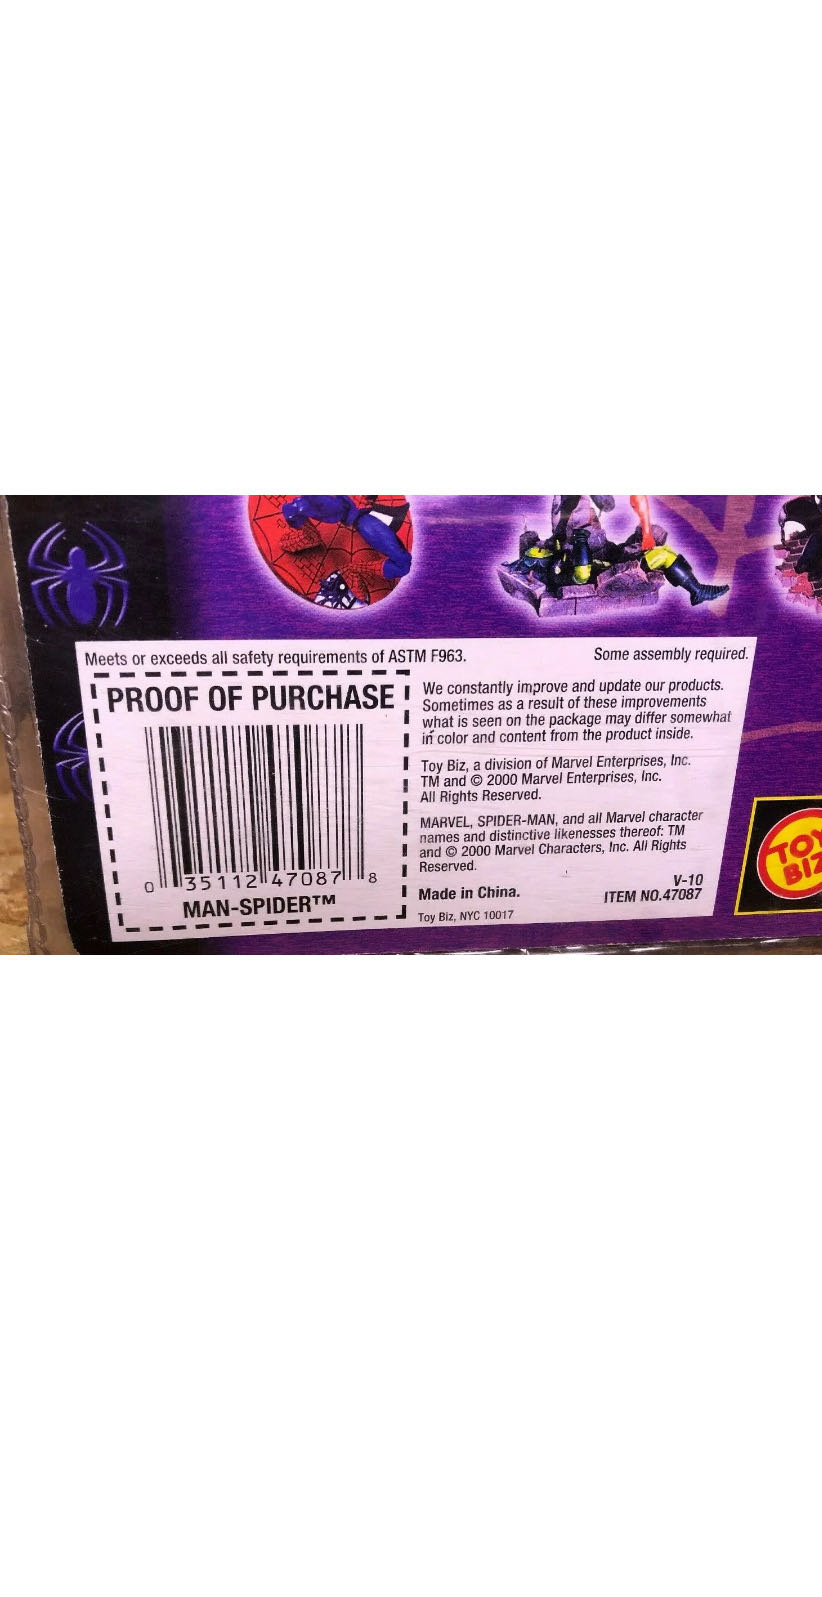 Meets or exceeds all safety requirements of ASTM F963.
Some assembly required.
PROOF OF PURCHASE
0 35112 47087 8
MAN-SPIDER™
We constantly improve and update our products.
Sometimes as a result of these improvements
what is seen on the package may differ somewhat
in color and content from the product inside.
Toy Biz, a division of Marvel Enterprises, Inc.
TM and © 2000 Marvel Enterprises, Inc.
All Rights Reserved.
MARVEL, SPIDER-MAN, and all Marvel character
names and distinctive likenesses thereof: TM
and © 2000 Marvel Characters, Inc. All Rights
Reserved.
Made in China.
Toy Biz, NYC 10017
V-10
ITEM NO.47087
TOY
BIZ